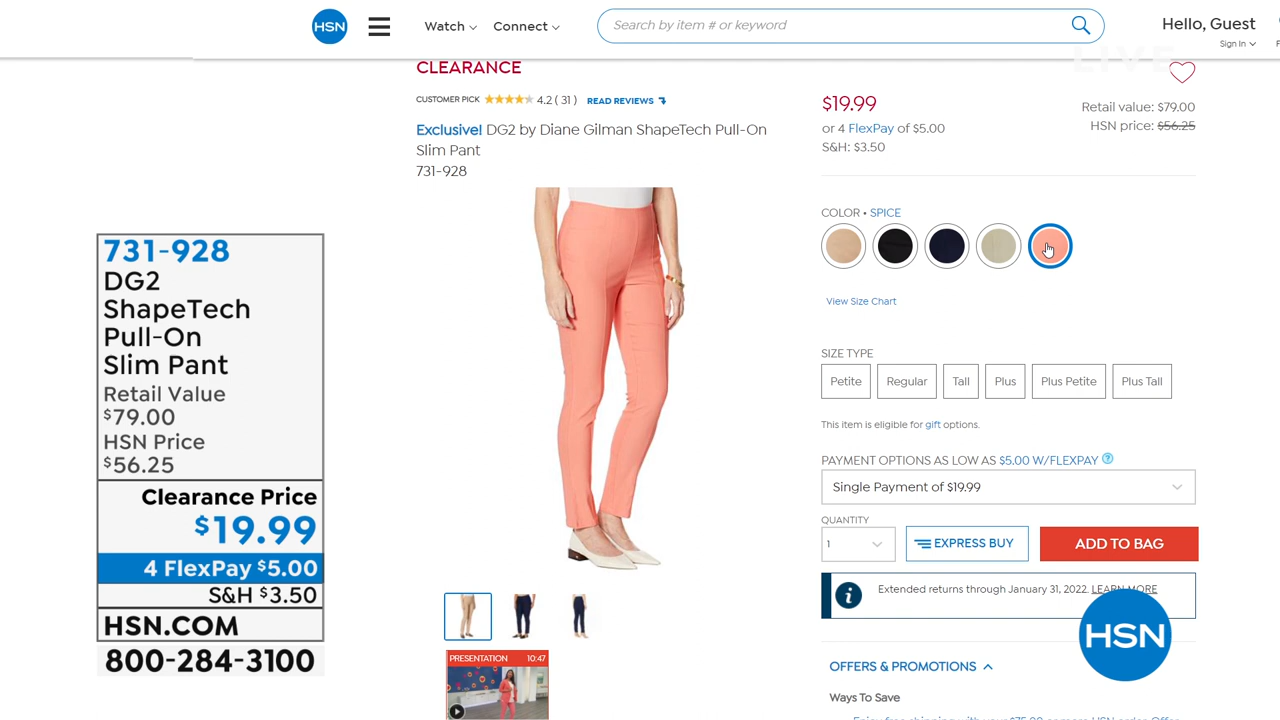 HSN
Watch
Connect
Search by item # or keyword
Hello, Guest
Sign In
LIVE
CLEARANCE
CUSTOMER PICK 4.2 ( 31 ) READ REVIEWS
Exclusive! DG2 by Diane Gilman ShapeTech Pull-On
Slim Pant
731-928
$19.99
or 4 FlexPay of $5.00
S&H: $3.50
Retail value: $79.00
HSN price: $56.25
COLOR • SPICE
View Size Chart
SIZE TYPE
Petite Regular Tall Plus Plus Petite Plus Tall
This item is eligible for gift options.
PAYMENT OPTIONS AS LOW AS $5.00 W/FLEXPAY ?
Single Payment of $19.99
QUANTITY
1
EXPRESS BUY
ADD TO BAG
Extended returns through January 31, 2022. LEARN MORE
HSN
OFFERS & PROMOTIONS
Ways To Save
PRESENTATION 10:47
731-928
DG2
ShapeTech
Pull-On
Slim Pant
Retail Value
$79.00
HSN Price
$56.25
Clearance Price
$19.99
4 FlexPay $5.00
S&H $3.50
HSN.COM
800-284-3100